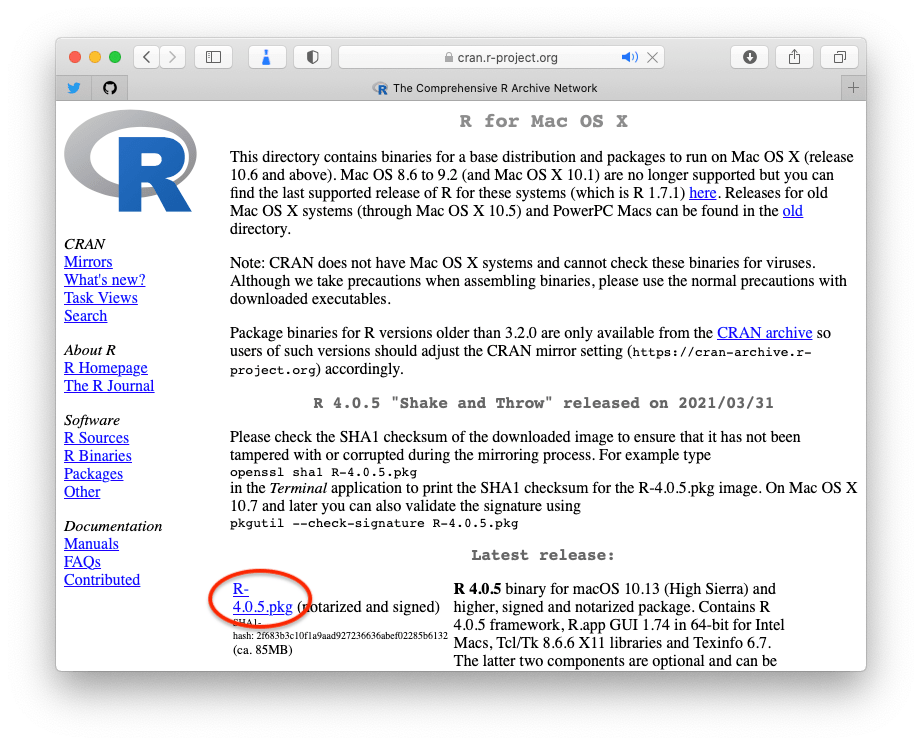 cran.r-project.org
The Comprehensive R Archive Network
R
CRAN
Mirrors
What's new?
Task Views
Search
About R
R Homepage
The R Journal
Software
R Sources
R Binaries
Packages
Other
Documentation
Manuals
FAQs
Contributed
R for Mac OS X
This directory contains binaries for a base distribution and packages to run on Mac OS X (release
10.6 and above). Mac OS 8.6 to 9.2 (and Mac OS X 10.1) are no longer supported but you can
find the last supported release of R for these systems (which is R 1.7.1) here. Releases for old
Mac OS X systems (through Mac OS X 10.5) and PowerPC Macs can be found in the old
directory.
Note: CRAN does not have Mac OS X systems and cannot check these binaries for viruses.
Although we take precautions when assembling binaries, please use the normal precautions with
downloaded executables.
Package binaries for R versions older than 3.2.0 are only available from the CRAN archive so
users of such versions should adjust the CRAN mirror setting (https://cran-archive.r-
project.org) accordingly.
R 4.0.5 "Shake and Throw" released on 2021/03/31
Please check the SHA1 checksum of the downloaded image to ensure that it has not been
tampered with or corrupted during the mirroring process. For example type
openssl sha1 R-4.0.5.pkg
in the Terminal application to print the SHA1 checksum for the R-4.0.5.pkg image. On Mac OS X
10.7 and later you can also validate the signature using
pkgutil --check-signature R-4.0.5.pkg
Latest release:
R-
4.0.5.pkg (notarized and signed)
SHA1-
hash: 2f683b3c10f1a9aad927236636abef02285b6132
(ca. 85MB)
R 4.0.5 binary for macOS 10.13 (High Sierra) and
higher, signed and notarized package. Contains R
4.0.5 framework, R.app GUI 1.74 in 64-bit for Intel
Macs, Tcl/Tk 8.6.6 X11 libraries and Texinfo 6.7.
The latter two components are optional and can be